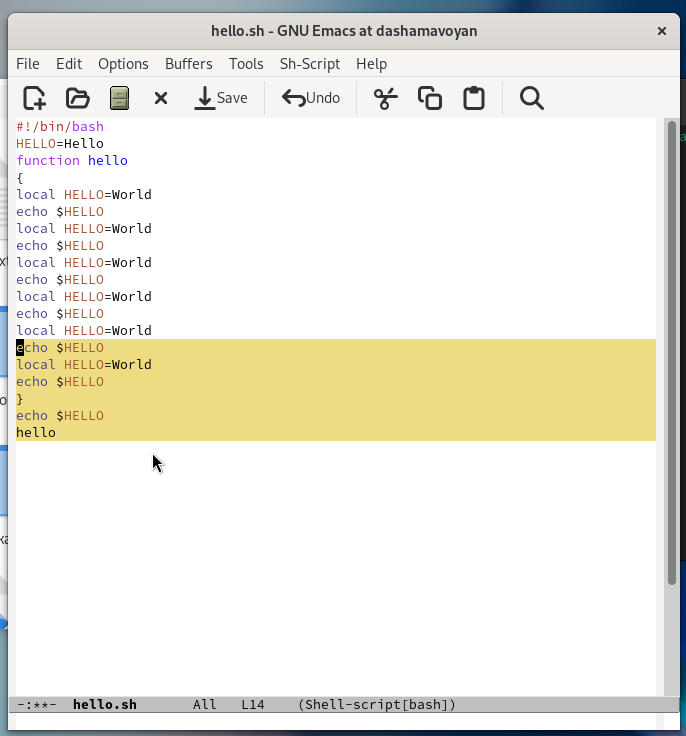 hello.sh - GNU Emacs at dashamavoyan
File Edit Options Buffers Tools Sh-Script Help
Save Undo
#!/bin/bash
HELLO=Hello
function hello
{
local HELLO=World
echo $HELLO
local HELLO=World
echo $HELLO
local HELLO=World
echo $HELLO
local HELLO=World
echo $HELLO
local HELLO=World
echo $HELLO
local HELLO=World
echo $HELLO
}
echo $HELLO
hello
-:**- hello.sh All L14 (Shell-script[bash])